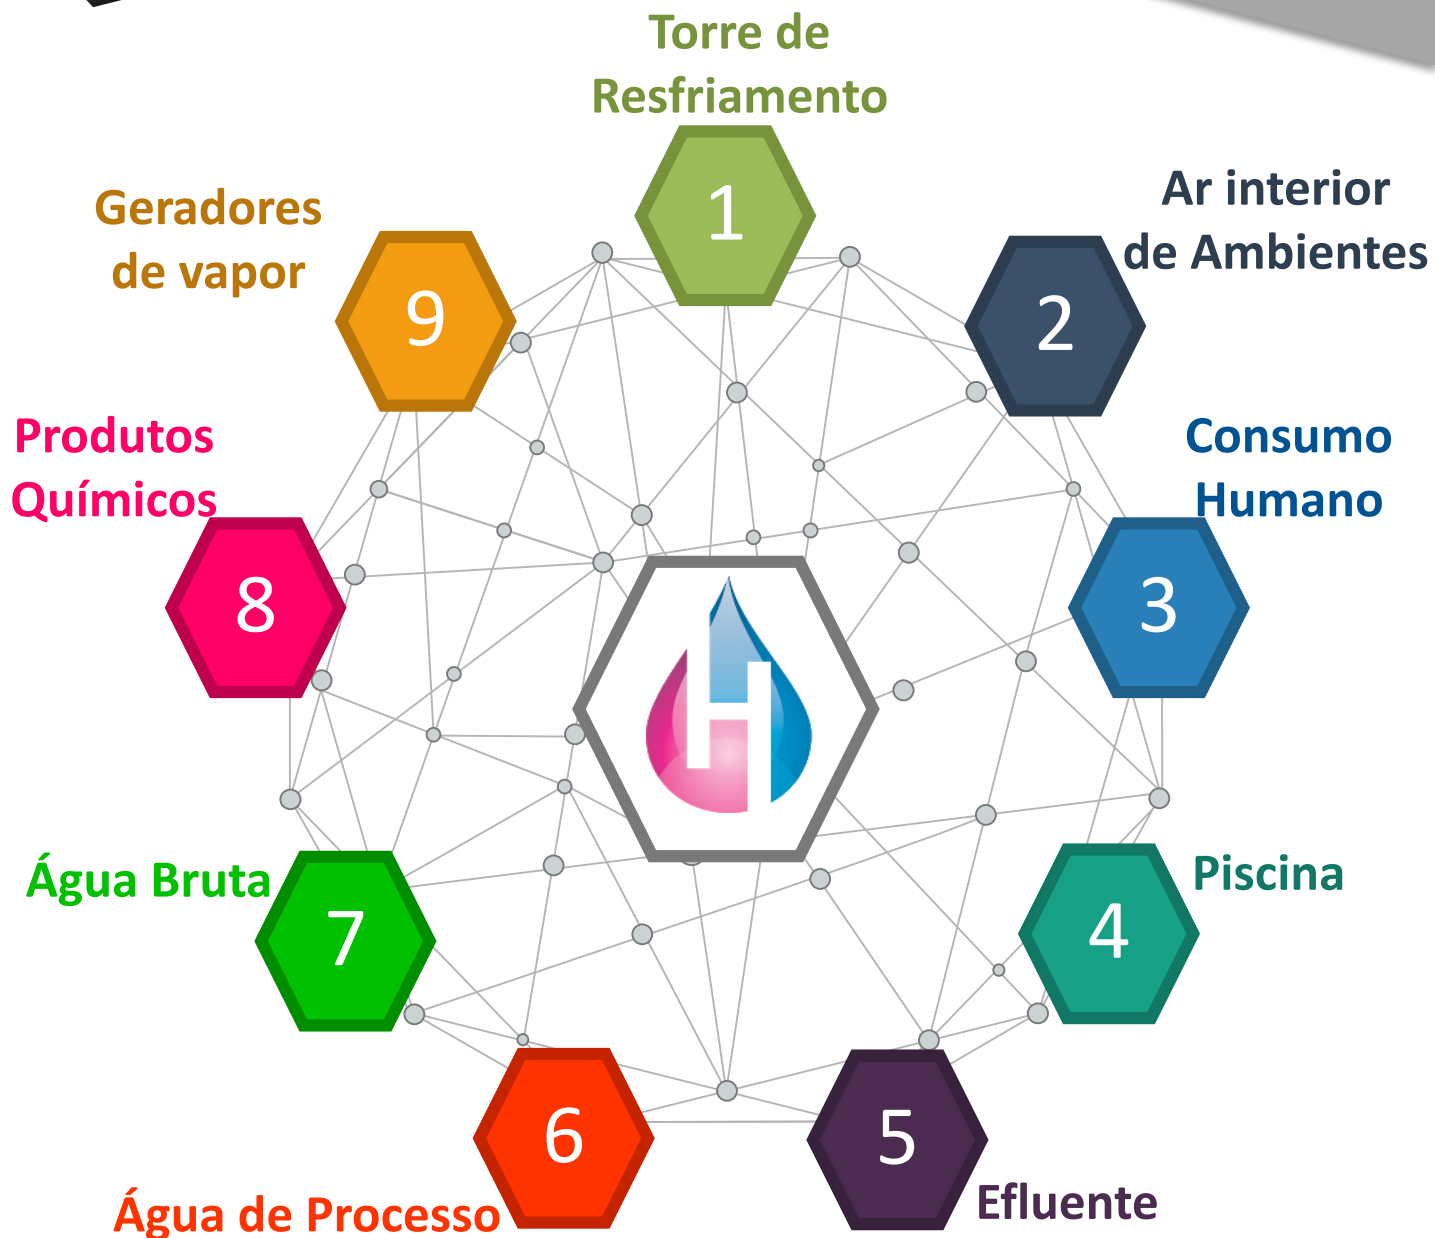 Torre de
Resfriamento
1
Ar interior
de Ambientes
2
Consumo
Humano
3
Piscina
4
Efluente
5
Água de Processo
6
Água Bruta
7
Produtos
Químicos
8
Geradores
de vapor
9
H